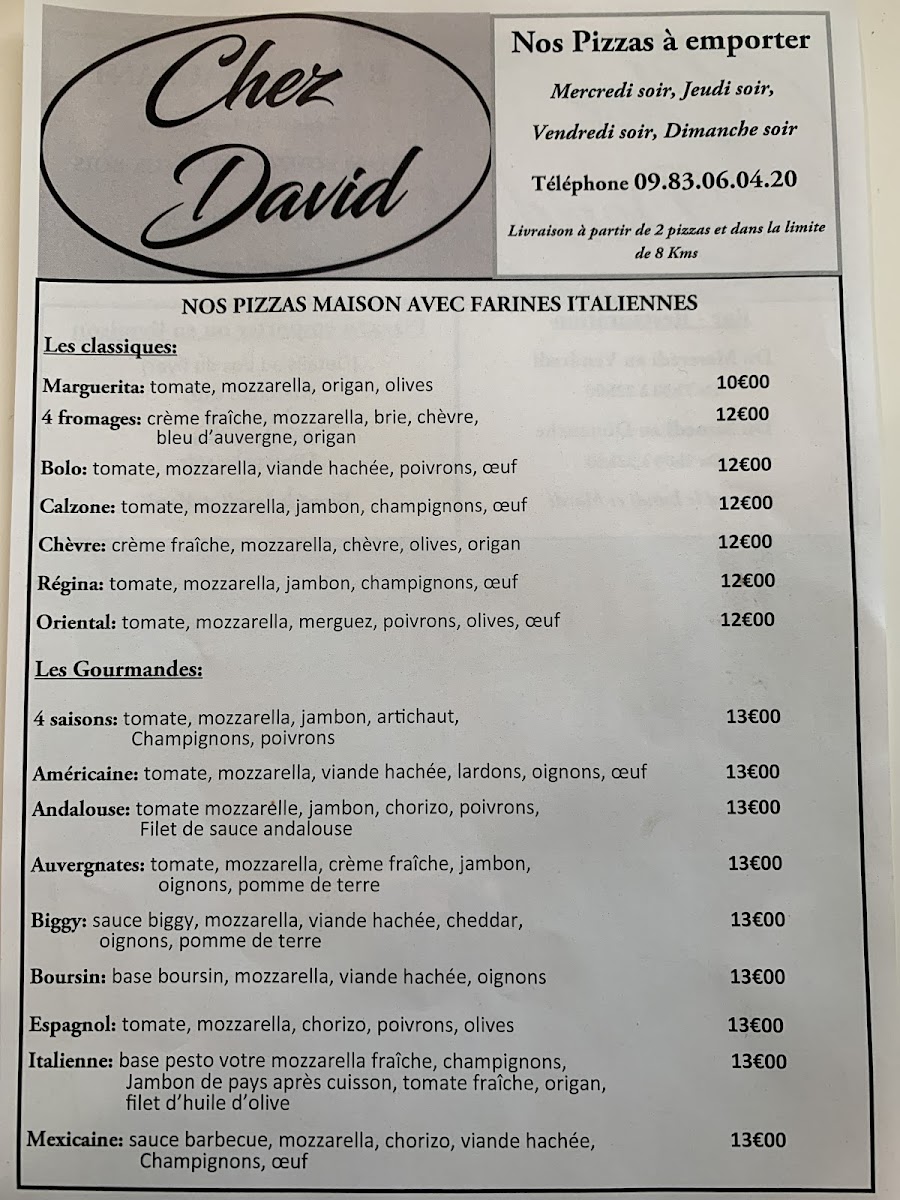 Chez
David
Nos Pizzas à emporter
Mercredi soir, Jeudi soir,
Vendredi soir, Dimanche soir
Téléphone 09.83.06.04.20
Livraison à partir de 2 pizzas et dans la limite
de 8 Kms
NOS PIZZAS MAISON AVEC FARINES ITALIENNES
Les classiques:
Marguerita: tomate, mozzarella, origan, olives 10€00
4 fromages: crème fraîche, mozzarella, brie, chèvre, 12€00
bleu d'auvergne, origan
Bolo: tomate, mozzarella, viande hachée, poivrons, œuf 12€00
Calzone: tomate, mozzarella, jambon, champignons, œuf 12€00
Chèvre: crème fraîche, mozzarella, chèvre, olives, origan 12€00
Régina: tomate, mozzarella, jambon, champignons, œuf 12€00
Oriental: tomate, mozzarella, merguez, poivrons, olives, œuf 12€00
Les Gourmandes:
4 saisons: tomate, mozzarella, jambon, artichaut, 13€00
Champignons, poivrons
Américaine: tomate, mozzarella, viande hachée, lardons, oignons, œuf 13€00
Andalouse: tomate mozzarelle, jambon, chorizo, poivrons, 13€00
Filet de sauce andalouse
Auvergnates: tomate, mozzarella, crème fraîche, jambon, 13€00
oignons, pomme de terre
Biggy: sauce biggy, mozzarella, viande hachée, cheddar, 13€00
oignons, pomme de terre
Boursin: base boursin, mozzarella, viande hachée, oignons 13€00
Espagnol: tomate, mozzarella, chorizo, poivrons, olives 13€00
Italienne: base pesto votre mozzarella fraîche, champignons, 13€00
Jambon de pays après cuisson, tomate fraîche, origan,
filet d'huile d'olive
Mexicaine: sauce barbecue, mozzarella, chorizo, viande hachée, 13€00
Champignons, œuf